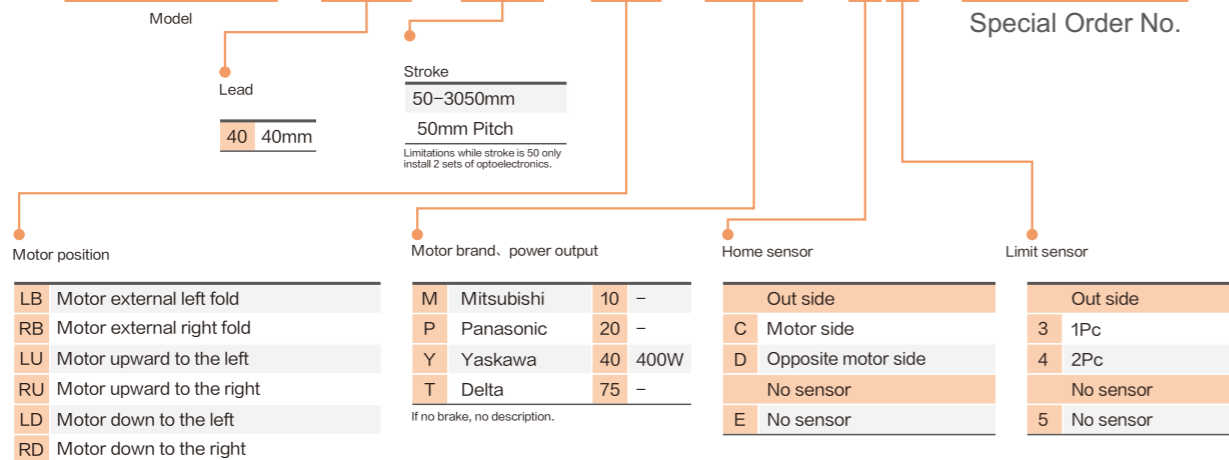 Model
Special Order No.
Lead
40 40mm
Stroke
50-3050mm
50mm Pitch
Limitations while stroke is 50 only
install 2 sets of optoelectronics.
Motor position
LB Motor external left fold
RB Motor external right fold
LU Motor upward to the left
RU Motor upward to the right
LD Motor down to the left
RD Motor down to the right
Motor brand、power output
M Mitsubishi 10 -
P Panasonic 20 -
Y Yaskawa 40 400W
T Delta 75 -
If no brake, no description.
Home sensor
Out side
C Motor side
D Opposite motor side
No sensor
E No sensor
Limit sensor
Out side
3 1Pc
4 2Pc
No sensor
5 No sensor